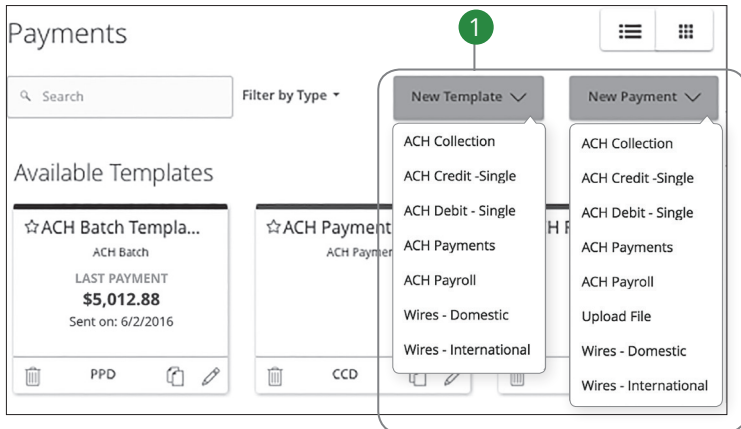 1
Payments
Search
Filter by Type
New Template
New Payment
ACH Collection
ACH Credit -Single
ACH Debit - Single
ACH Payments
ACH Payroll
Wires - Domestic
Wires - International
ACH Collection
ACH Credit -Single
ACH Debit - Single
ACH Payments
ACH Payroll
Upload File
Wires - Domestic
Wires - International
Available Templates
ACH Batch Templa...
ACH Batch
LAST PAYMENT
$5,012.88
Sent on: 6/2/2016
PPD
ACH Payment
ACH Paymen
CCD